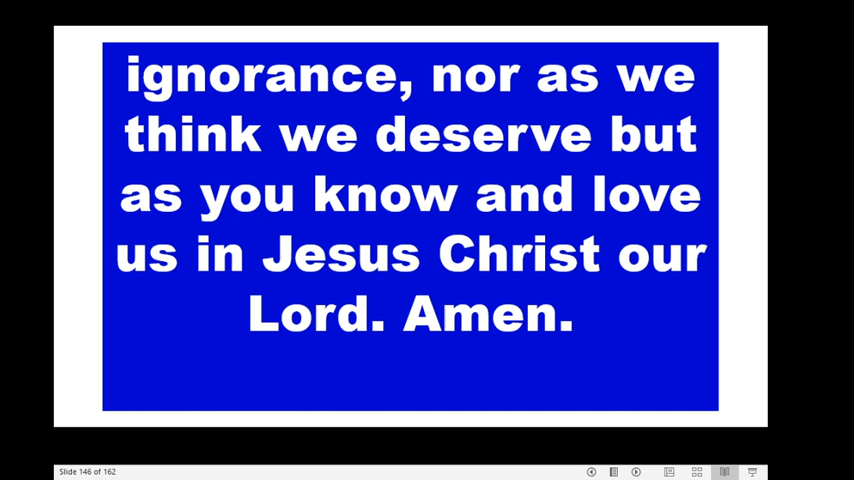 ignorance, nor as we
think we deserve but
as you know and love
us in Jesus Christ our
Lord. Amen.
Slide 146 of 162